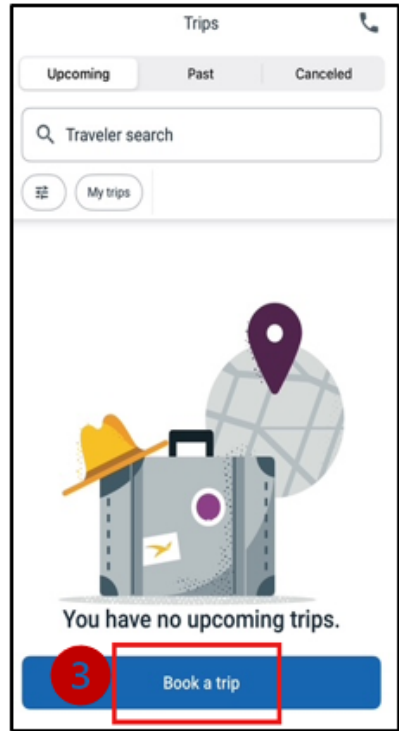 Trips
Upcoming Past Canceled
Traveler search
My trips
You have no upcoming trips.
3 Book a trip